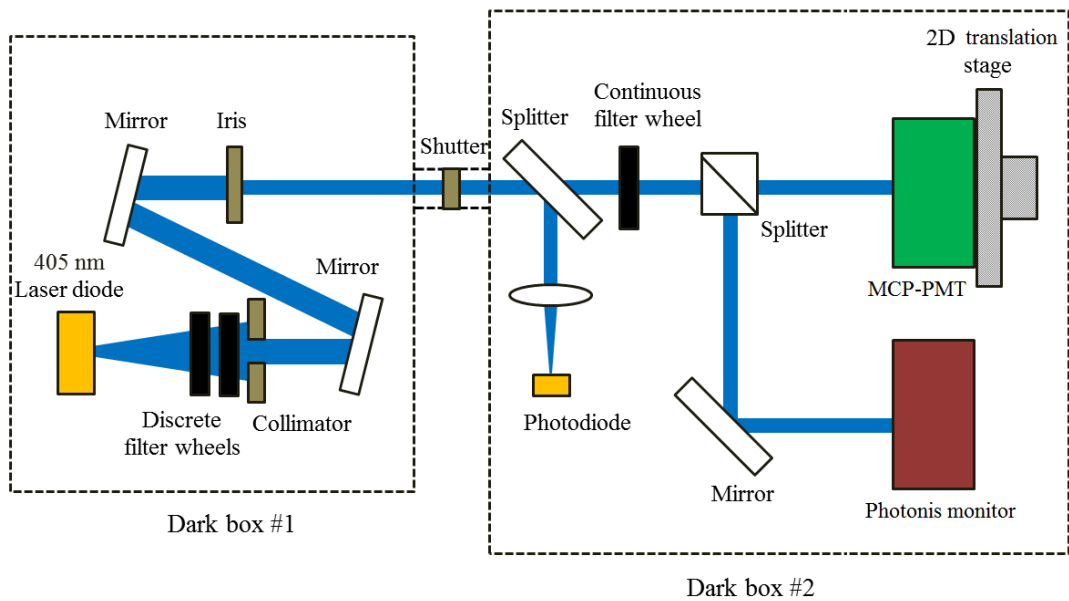 Mirror
Iris
405 nm
Laser diode
Mirror
Discrete
filter wheels
Collimator
Dark box #1
Shutter
Splitter
Continuous
filter wheel
2D translation
stage
Splitter
MCP-PMT
Photodiode
Mirror
Photonis monitor
Dark box #2